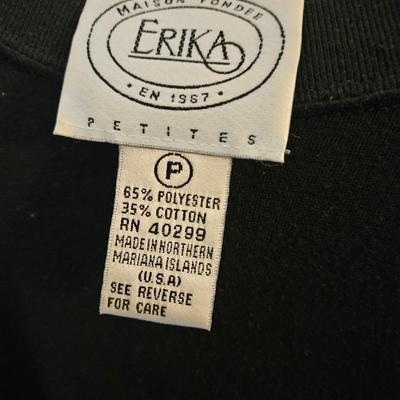 MAISON FONDEE
ERIKA
• EN 1967 •
PETITES
P
65% POLYESTER
35% COTTON
RN 40299
MADE IN NORTHERN
MARIANA ISLANDS
(U.S.A)
SEE REVERSE
FOR CARE